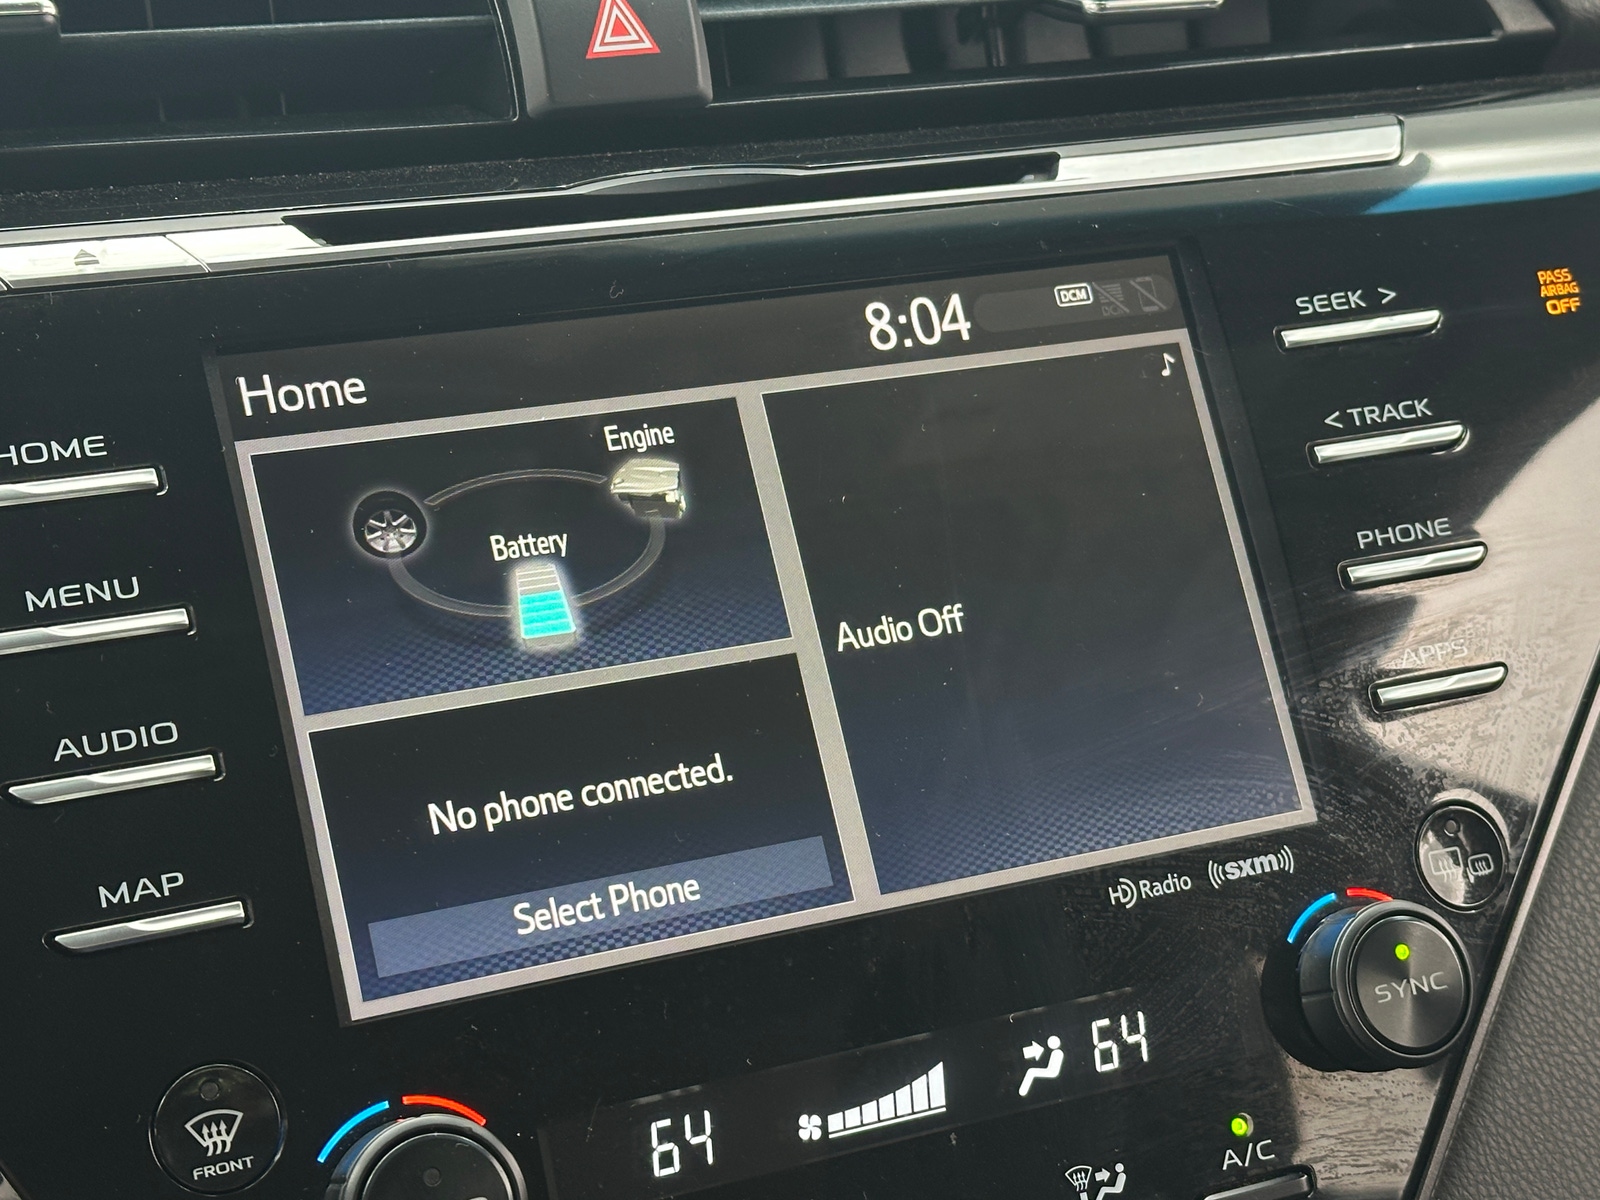 8:04
DCM
Home
SEEK >
PASS
AIRBAG
OFF
HOME
Engine
< TRACK
Battery
PHONE
MENU
Audio Off
APPS
AUDIO
No phone connected.
MAP
Select Phone
HD Radio
((sxm))
SYNC
64
64
FRONT
A/C